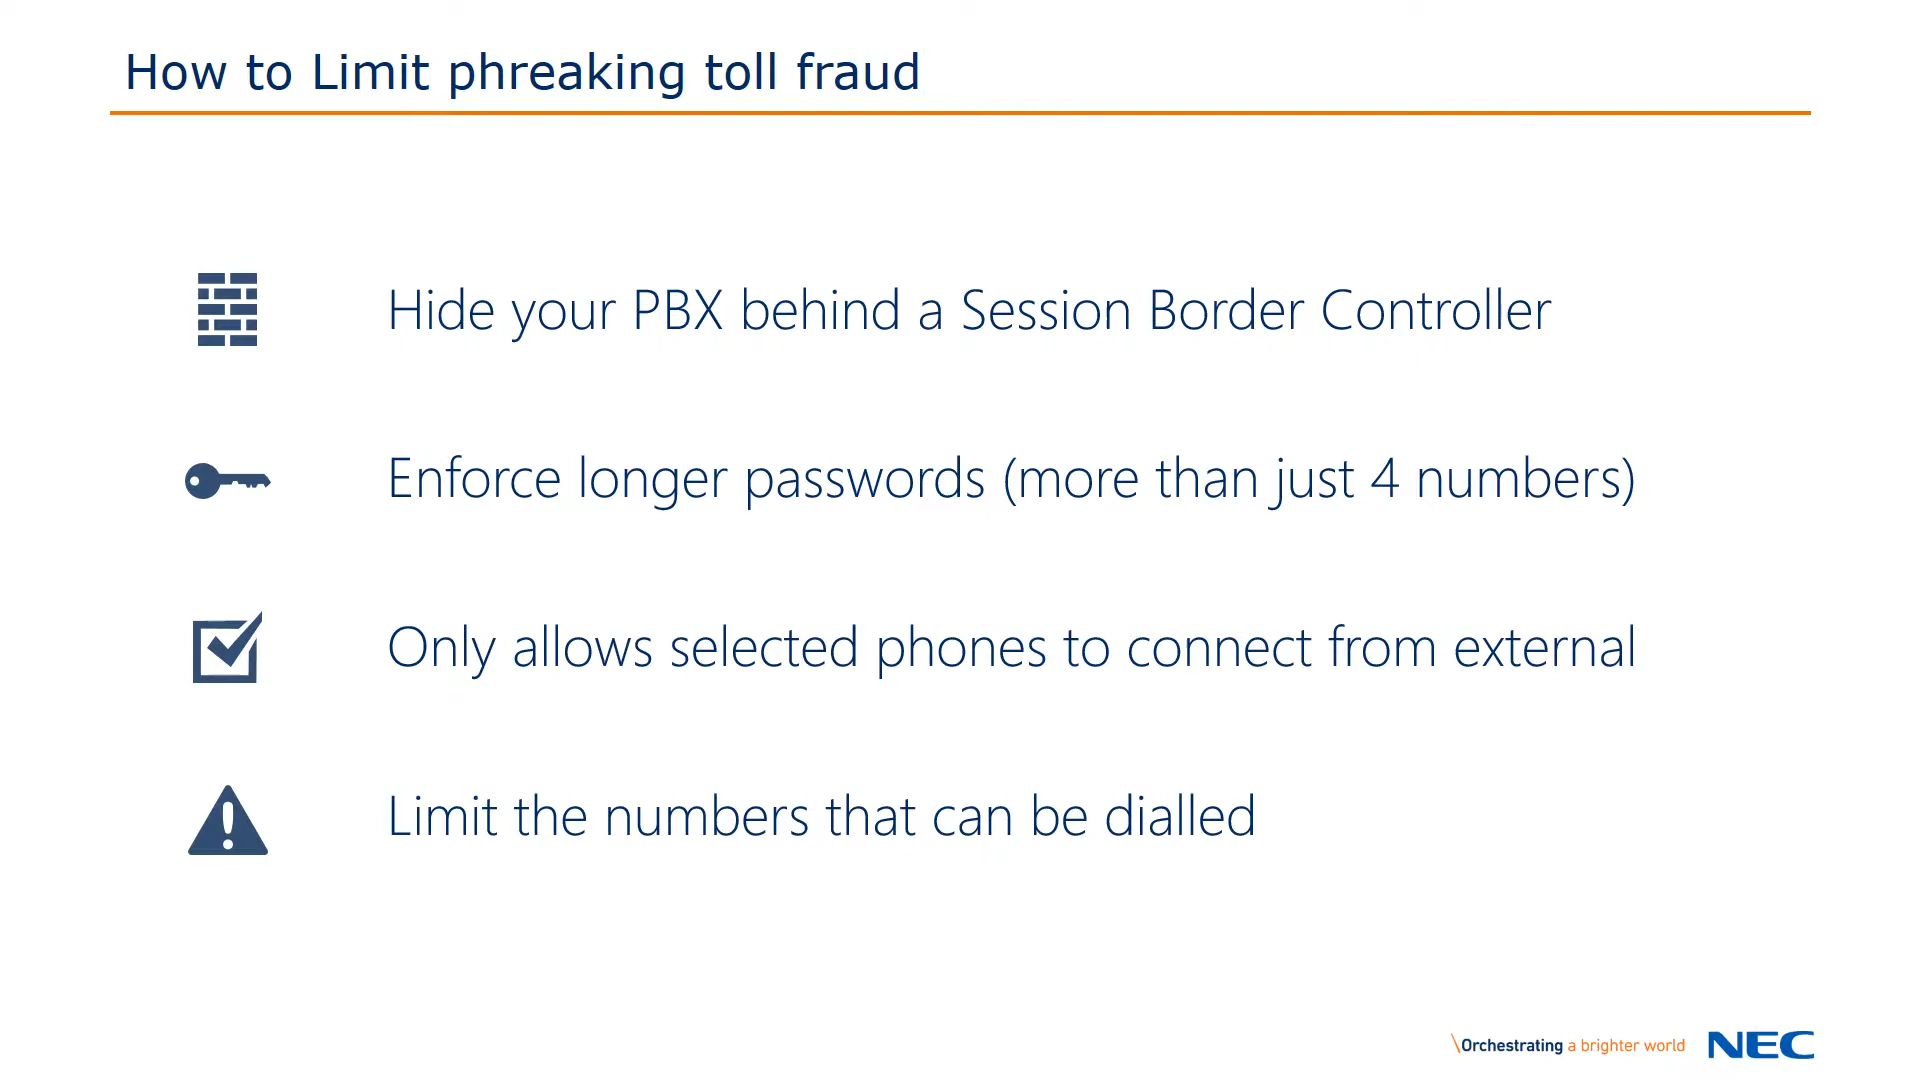 How to Limit phreaking toll fraud
Hide your PBX behind a Session Border Controller
Enforce longer passwords (more than just 4 numbers)
Only allows selected phones to connect from external
Limit the numbers that can be dialled
\Orchestrating a brighter world NEC